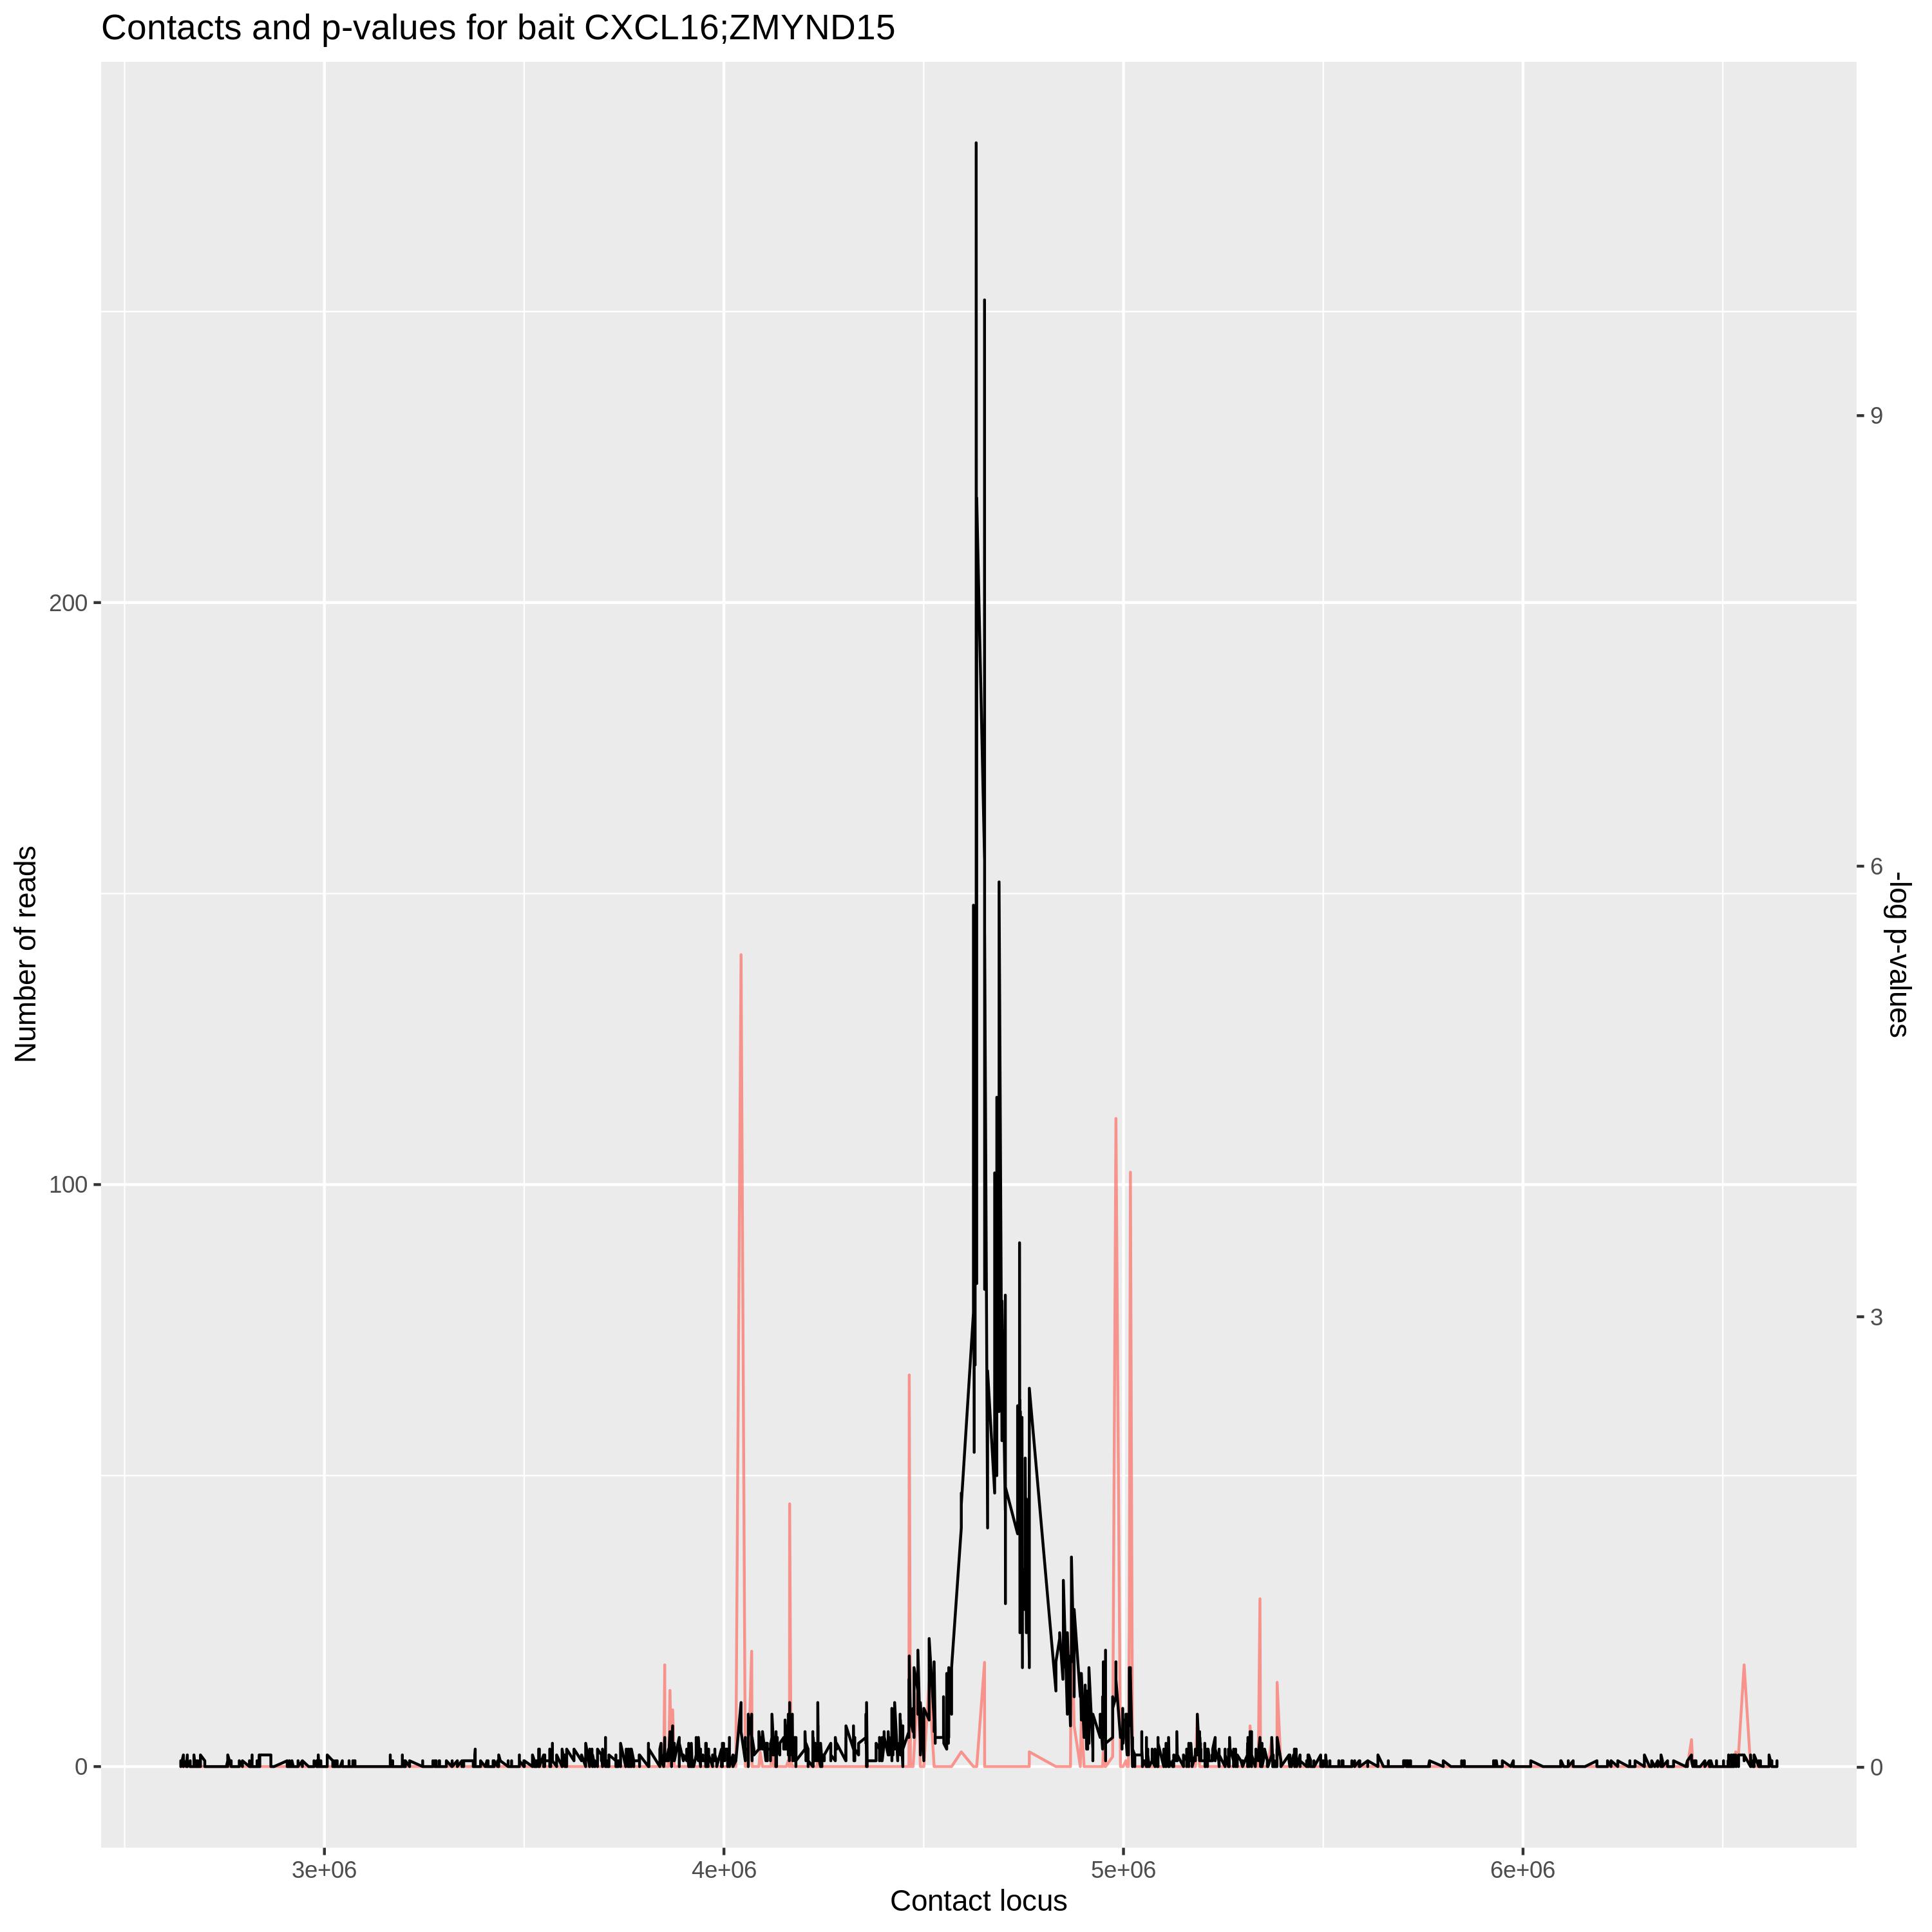 Contacts and p-values for bait CXCL16;ZMYND15
Number of reads
200
100
0
9
6
3
0
-log p-values
3e+06
4e+06
5e+06
6e+06
Contact locus